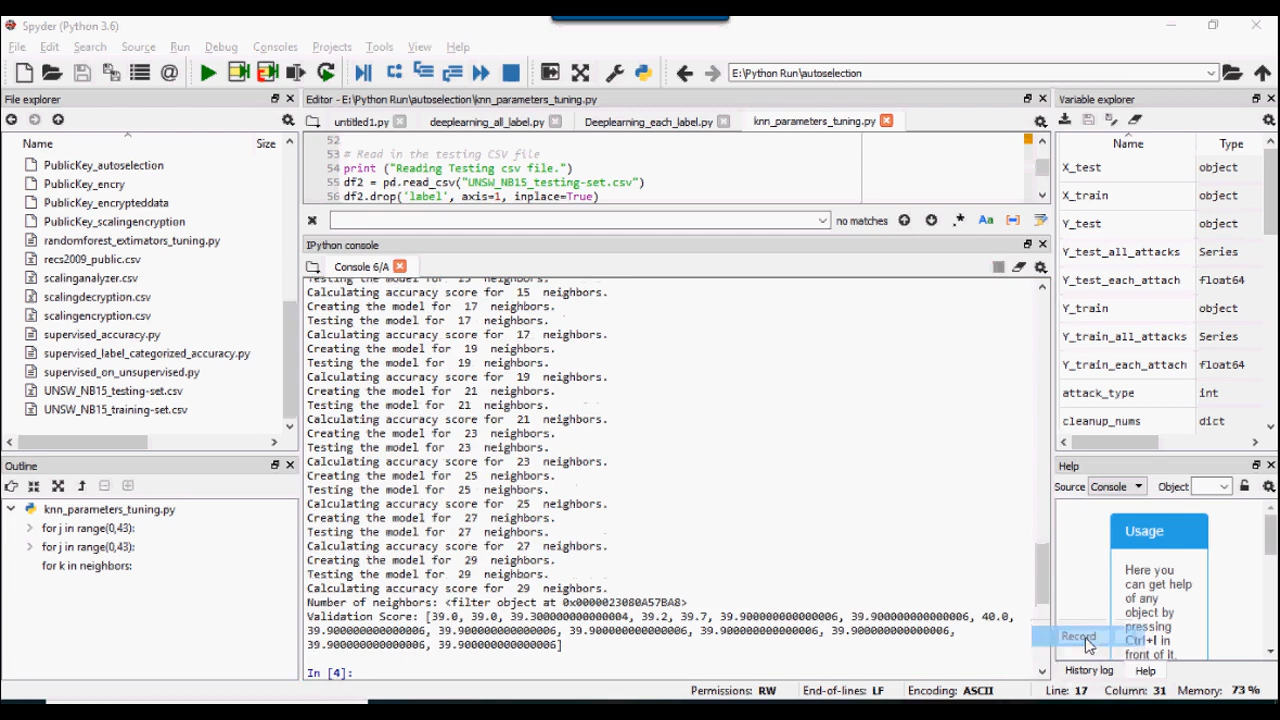 Spyder (Python 3.6)
File Edit Search Source Run Debug Consoles Projects Tools View Help
E:\Python Run\autoselection
File explorer
Name Size
PublicKey_autoselection
PublicKey_encry
PublicKey_encrypteddata
PublicKey_scalingencryption
randomforest_extimators_tuning.py
recs2009_public.csv
scalinganalyzer.csv
scalingdecryption.csv
scalingencryption.csv
supervised_accuracy.py
supervised_label_categorized_accuracy.py
supervised_on_unsupervised.py
UNSW_NB15_testing-set.csv
UNSW_NB15_training-set.csv
Outline
knn_parameters_tuning.py
for j in range(0,43):
for j in range(0,43):
for k in neighbors:
Editor - E:\Python Run\autoselection\knn_parameters_tuning.py
untitled1.py deeplearning_all_label.py Deeplearning_each_label.py knn_parameters_tuning.py
52
53 # Read in the testing CSV file
54 print ("Reading Testing csv file.")
55 df2 = pd.read_csv("UNSW_NB15_testing-set.csv")
56 df2.drop('label', axis=1, inplace=True)
no matches .* Aa
IPython console
Console 6/A
Calculating accuracy score for 15 neighbors.
Creating the model for 17 neighbors.
Testing the model for 17 neighbors.
Calculating accuracy score for 17 neighbors.
Creating the model for 19 neighbors.
Testing the model for 19 neighbors.
Calculating accuracy score for 19 neighbors.
Creating the model for 21 neighbors.
Testing the model for 21 neighbors.
Calculating accuracy score for 21 neighbors.
Creating the model for 23 neighbors.
Testing the model for 23 neighbors.
Calculating accuracy score for 23 neighbors.
Creating the model for 25 neighbors.
Testing the model for 25 neighbors.
Calculating accuracy score for 25 neighbors.
Creating the model for 27 neighbors.
Testing the model for 27 neighbors.
Calculating accuracy score for 27 neighbors.
Creating the model for 29 neighbors.
Testing the model for 29 neighbors.
Calculating accuracy score for 29 neighbors.
Number of neighbors: <filter object at 0x0000023080A57BA8>
Validation Score: [39.0, 39.0, 39.300000000000004, 39.2, 39.7, 39.900000000000006, 39.900000000000006, 40.0,
39.900000000000006, 39.900000000000006, 39.900000000000006, 39.900000000000006, 39.900000000000006,
39.900000000000006, 39.900000000000006]
In [4]:
Variable explorer
Name Type
X_test object
X_train object
Y_test object
Y_test_all_attacks Series
Y_test_each_attach float64
Y_train object
Y_train_all_attacks Series
Y_train_each_attach float64
attack_type int
cleanup_nums dict
Help
Source Console Object
Usage
Here you
can get help
of any
object by
pressing
Ctrl+I in
front of it,
Record
History log Help
Permissions: RW End-of-lines: LF Encoding: ASCII Line: 17 Column: 31 Memory: 73 %